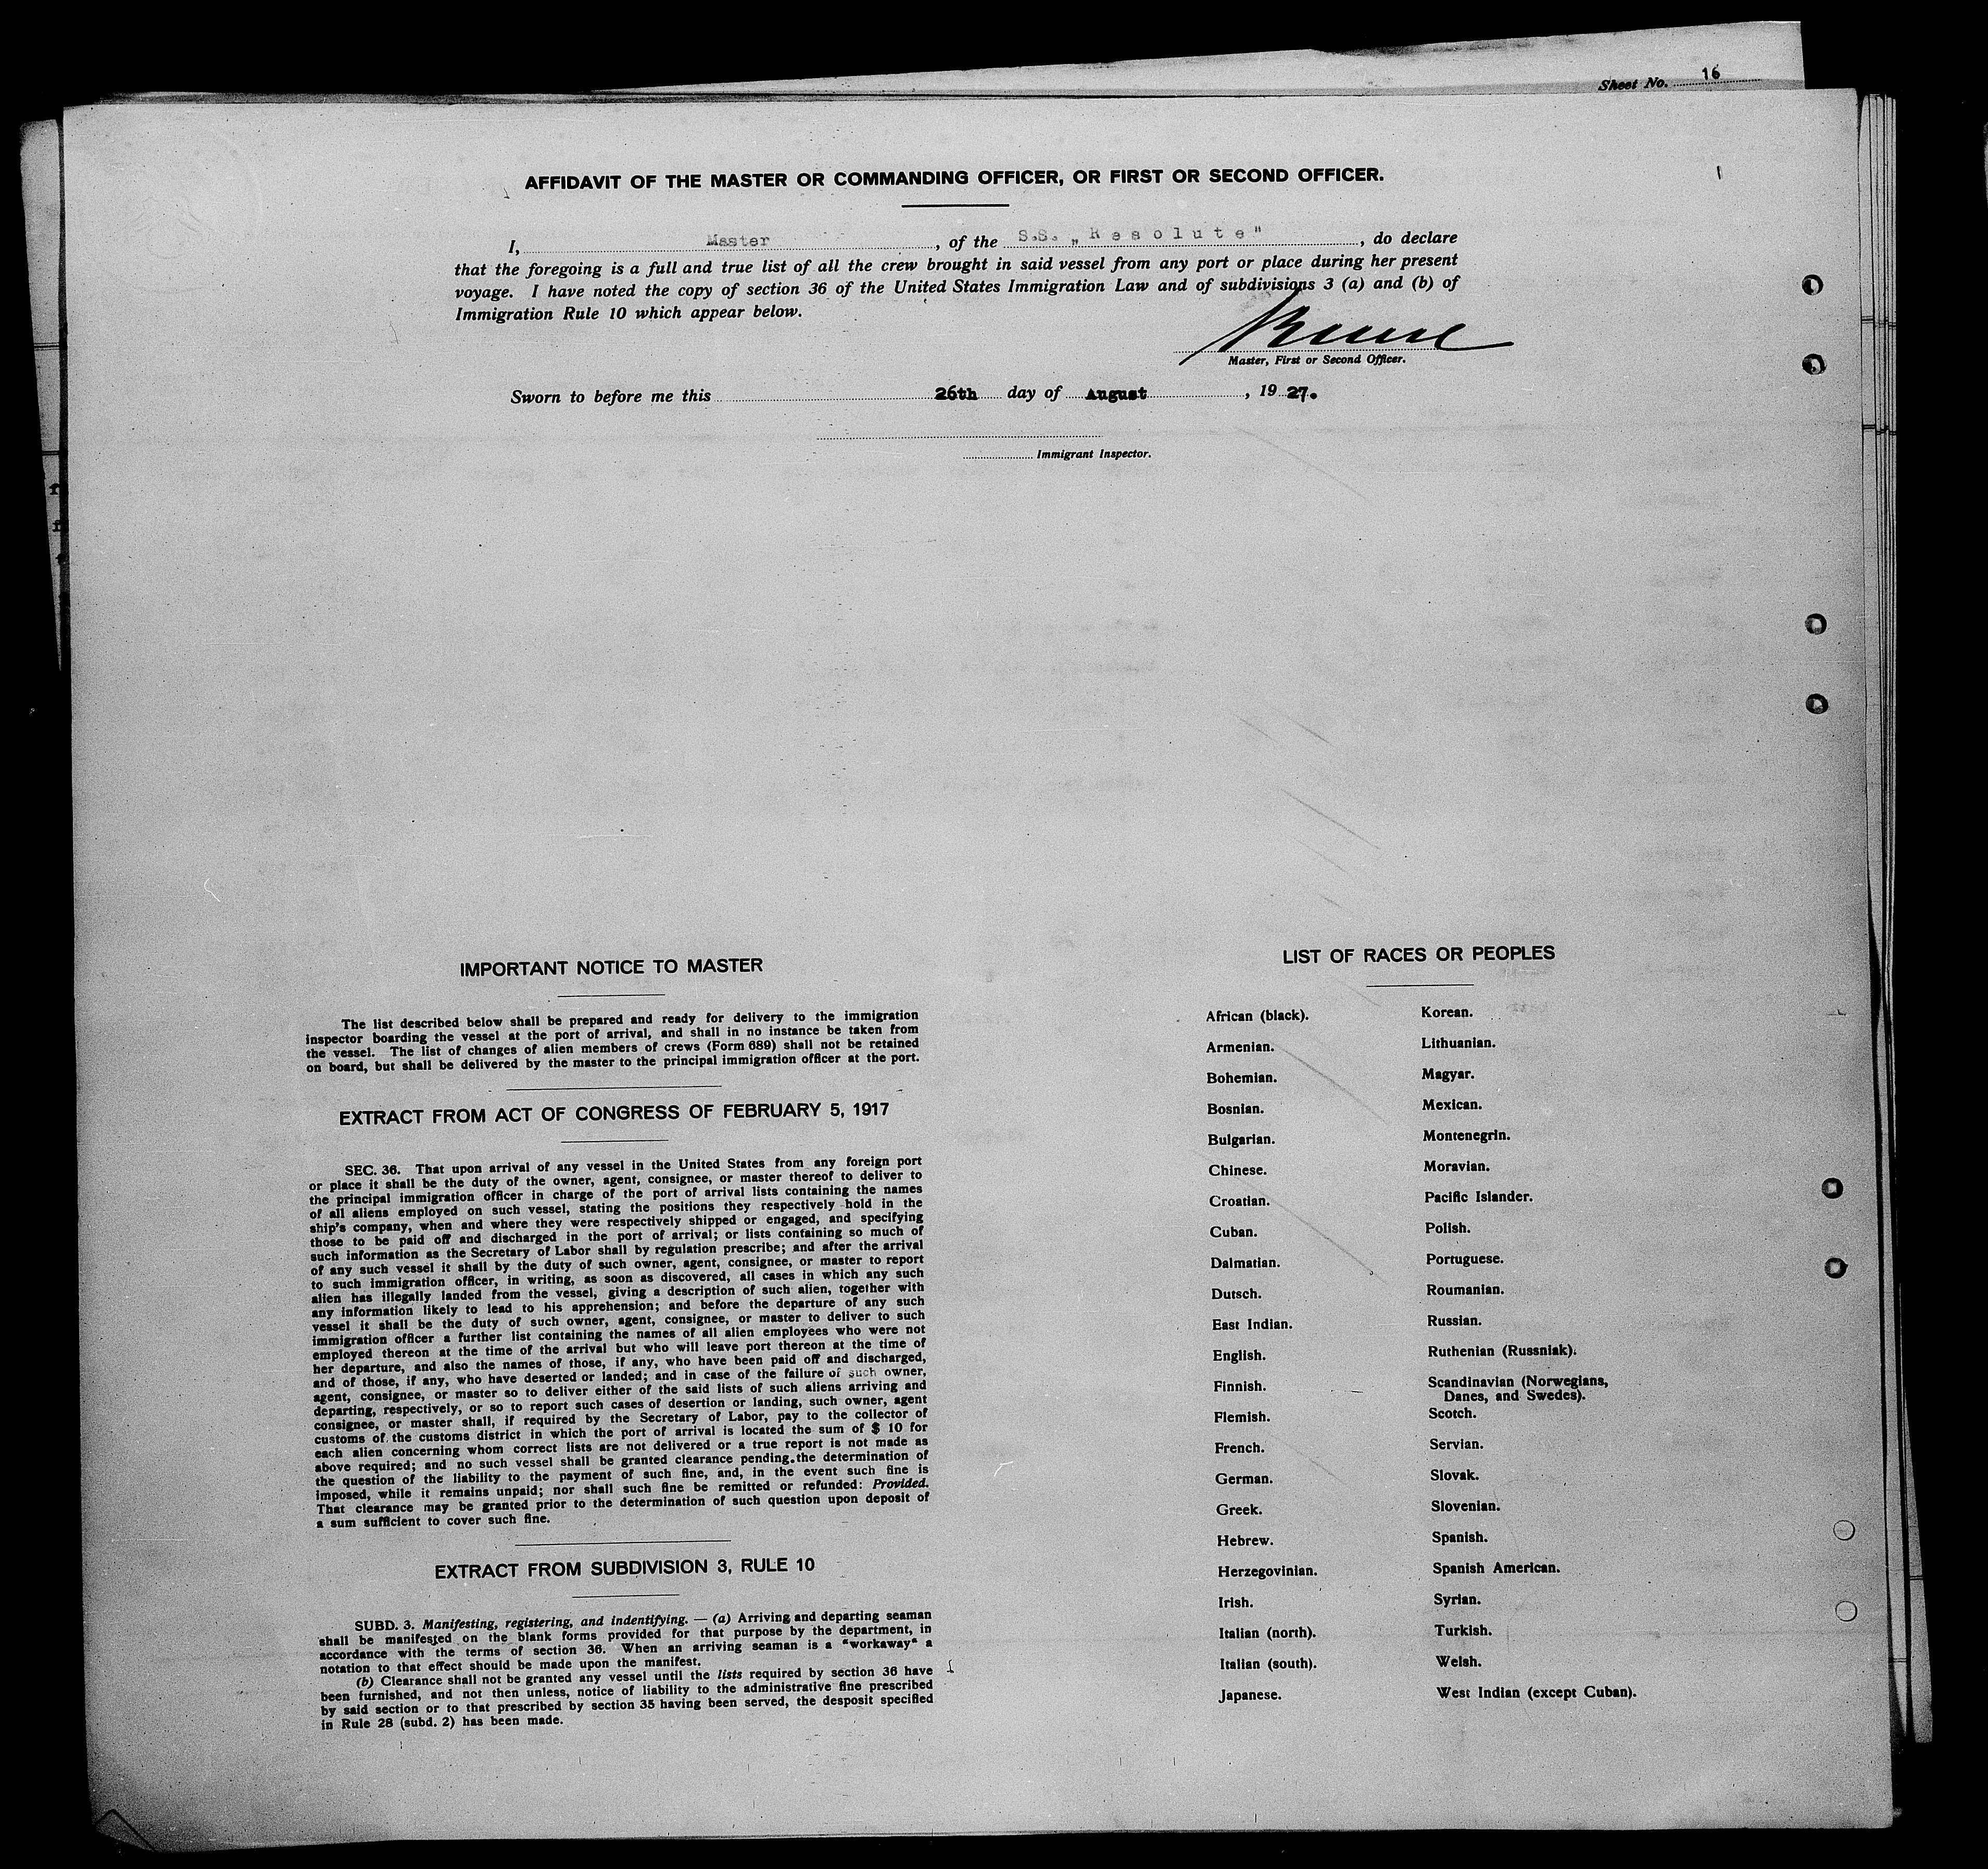 Sheet No. 16
AFFIDAVIT OF THE MASTER OR COMMANDING OFFICER, OR FIRST OR SECOND OFFICER.
I, Master, of the S.S. „Resolute", do declare
that the foregoing is a full and true list of all the crew brought in said vessel from any port or place during her present
voyage. I have noted the copy of section 36 of the United States Immigration Law and of subdivisions 3 (a) and (b) of
Immigration Rule 10 which appear below.
Master, First or Second Officer.
Sworn to before me this 26th day of August, 1927.
Immigrant Inspector.
IMPORTANT NOTICE TO MASTER
The list described below shall be prepared and ready for delivery to the immigration
inspector boarding the vessel at the port of arrival, and shall in no instance be taken from
the vessel. The list of changes of alien members of crews (Form 689) shall not be retained
on board, but shall be delivered by the master to the principal immigration officer at the port.
EXTRACT FROM ACT OF CONGRESS OF FEBRUARY 5, 1917
SEC. 36. That upon arrival of any vessel in the United States from any foreign port
or place it shall be the duty of the owner, agent, consignee, or master thereof to deliver to
the principal immigration officer in charge of the port of arrival lists containing the names
of all aliens employed on such vessel, stating the positions they respectively hold in the
ship's company, when and where they were respectively shipped or engaged, and specifying
those to be paid off and discharged in the port of arrival; or lists containing so much of
such information as the Secretary of Labor shall by regulation prescribe; and after the arrival
of any such vessel it shall by the duty of such owner, agent, consignee, or master to report
to such immigration officer, in writing, as soon as discovered, all cases in which any such
alien has illegally landed from the vessel, giving a description of such alien, together with
any information likely to lead to his apprehension; and before the departure of any such
vessel it shall be the duty of such owner, agent, consignee, or master to deliver to such
immigration officer a further list containing the names of all alien employees who were not
employed thereon at the time of the arrival but who will leave port thereon at the time of
her departure, and also the names of those, if any, who have been paid off and discharged,
and of those, if any, who have deserted or landed; and in case of the failure of such owner,
agent, consignee, or master so to deliver either of the said lists of such aliens arriving and
departing, respectively, or so to report such cases of desertion or landing, such owner, agent
consignee, or master shall, if required by the Secretary of Labor, pay to the collector of
customs of the customs district in which the port of arrival is located the sum of $ 10 for
each alien concerning whom correct lists are not delivered or a true report is not made as
above required; and no such vessel shall be granted clearance pending the determination of
the question of the liability to the payment of such fine, and, in the event such fine is
imposed, while it remains unpaid; nor shall such fine be remitted or refunded: Provided.
That clearance may be granted prior to the determination of such question upon deposit of
a sum sufficient to cover such fine.
EXTRACT FROM SUBDIVISION 3, RULE 10
SUBD. 3. Manifesting, registering, and indentifying. — (a) Arriving and departing seaman
shall be manifested on the blank forms provided for that purpose by the department, in
accordance with the terms of section 36. When an arriving seaman is a "workaway" a
notation to that effect should be made upon the manifest.
(b) Clearance shall not be granted any vessel until the lists required by section 36 have
been furnished, and not then unless, notice of liability to the administrative fine prescribed
by said section or to that prescribed by section 35 having been served, the desposit specified
in Rule 28 (subd. 2) has been made.
LIST OF RACES OR PEOPLES
African (black).
Armenian.
Bohemian.
Bosnian.
Bulgarian.
Chinese.
Croatian.
Cuban.
Dalmatian.
Dutsch.
East Indian.
English.
Finnish.
Flemish.
French.
German.
Greek.
Hebrew.
Herzegovinian.
Irish.
Italian (north).
Italian (south).
Japanese.
Korean.
Lithuanian.
Magyar.
Mexican.
Montenegrin.
Moravian.
Pacific Islander.
Polish.
Portuguese.
Roumanian.
Russian.
Ruthenian (Russniak).
Scandinavian (Norwegians,
Danes, and Swedes).
Scotch.
Servian.
Slovak.
Slovenian.
Spanish.
Spanish American.
Syrian.
Turkish.
Welsh.
West Indian (except Cuban).